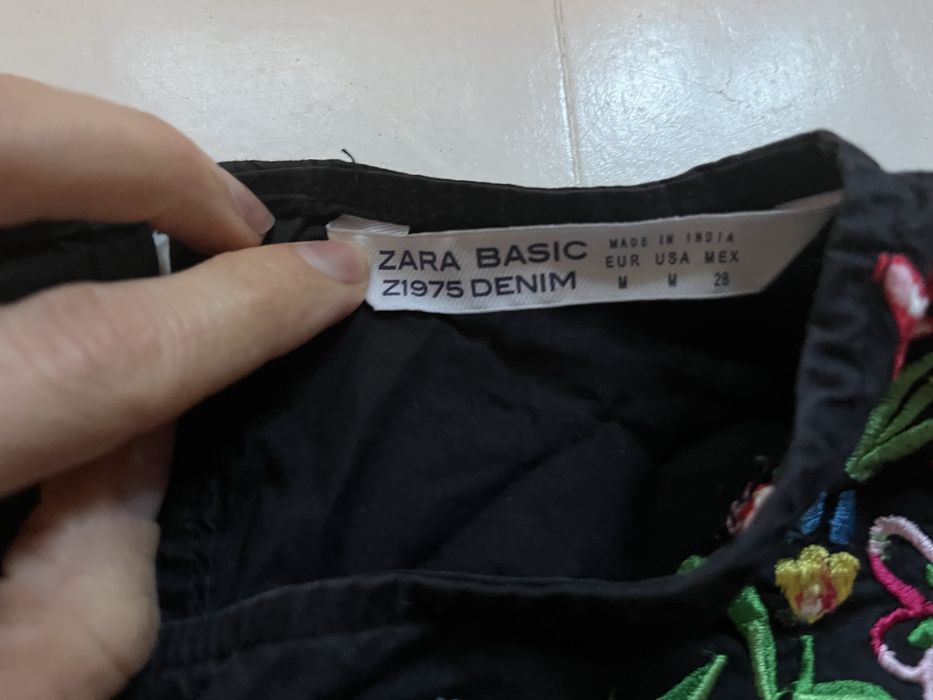 ZARA BASIC
Z1975 DENIM
MADE IN INDIA
EUR USA MEX
M M 28